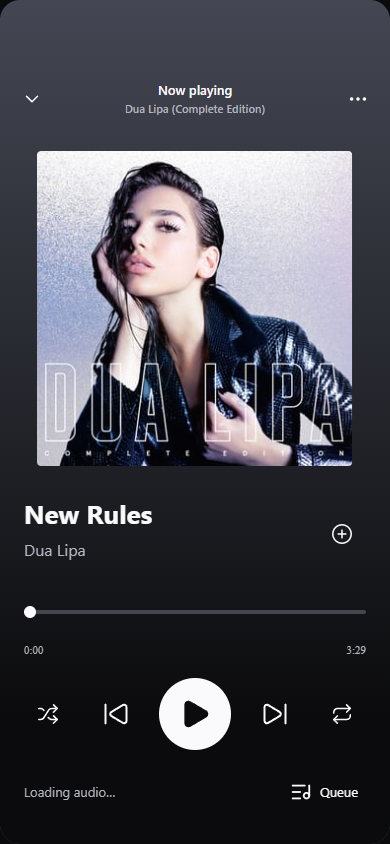 Now playing
Dua Lipa (Complete Edition)
DUA LIPA
COMPLETE EDITION
New Rules
Dua Lipa
0:00
3:29
Loading audio...
Queue